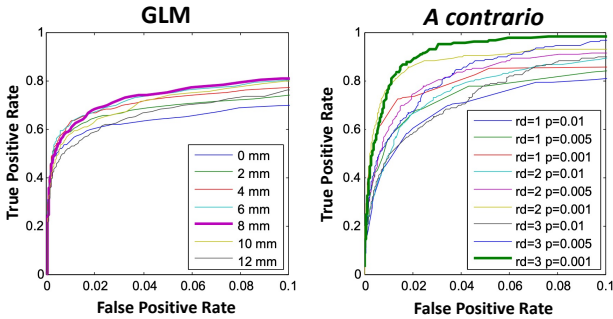 GLM
A contrario
True Positive Rate
1
0.8
0.6
0.4
0.2
0
0 mm
2 mm
4 mm
6 mm
8 mm
10 mm
12 mm
0
0.02
0.04
0.06
0.08
0.1
False Positive Rate
True Positive Rate
1
0.8
0.6
0.4
0.2
0
rd=1 p=0.01
rd=1 p=0.005
rd=1 p=0.001
rd=2 p=0.01
rd=2 p=0.005
rd=2 p=0.001
rd=3 p=0.01
rd=3 p=0.005
rd=3 p=0.001
0
0.02
0.04
0.06
0.08
0.1
False Positive Rate